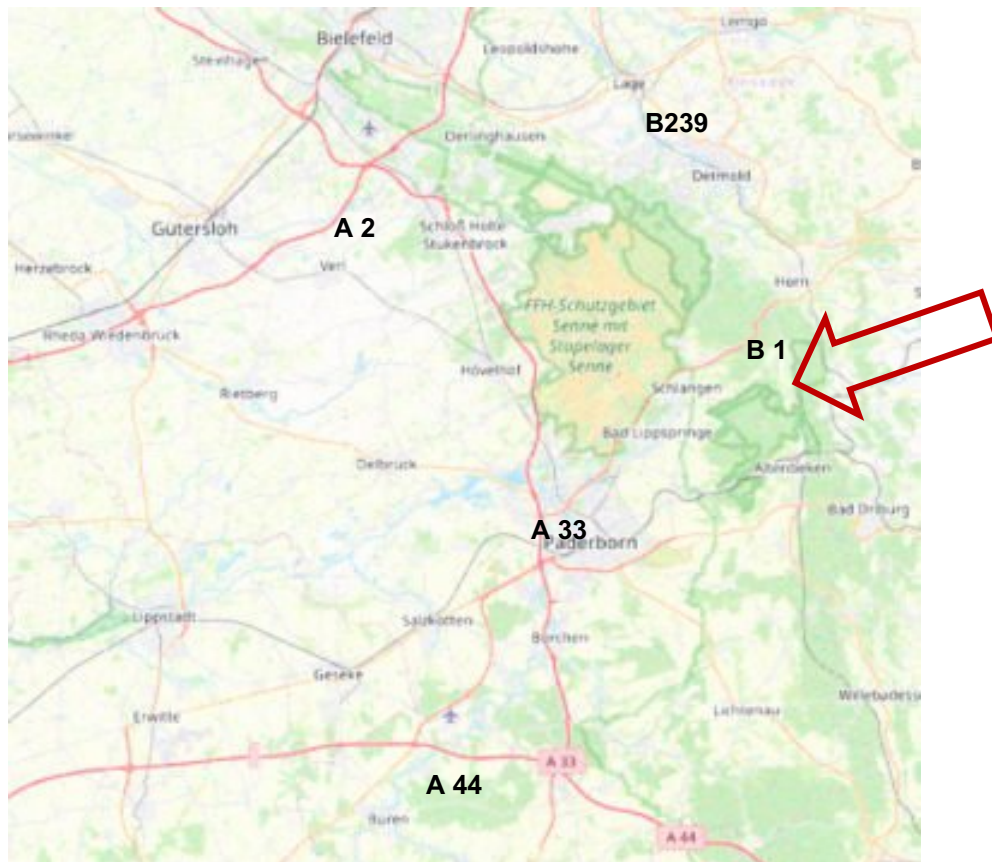 Lemgo
Bielefeld
Leopoldshöhe
Steinhagen
Lage
B239
Oerlinghausen
Detmold
Gütersloh
A 2
Schloß Holte
Stukenbrock
Verl
Herzebrock
Horn
FFH-Schutzgebiet
Senne mit
Stapelager
Senne
Rheda Wiedenbrück
B 1
Hövelhof
Schlangen
Rietberg
Bad Lippspringe
Delbrück
Altenbeken
Bad Driburg
A 33
Paderborn
Lippstadt
Salzkotten
Borchen
Geseke
Willebadesse
Lichtenau
Erwitte
A 33
A 44
Büren
A 44